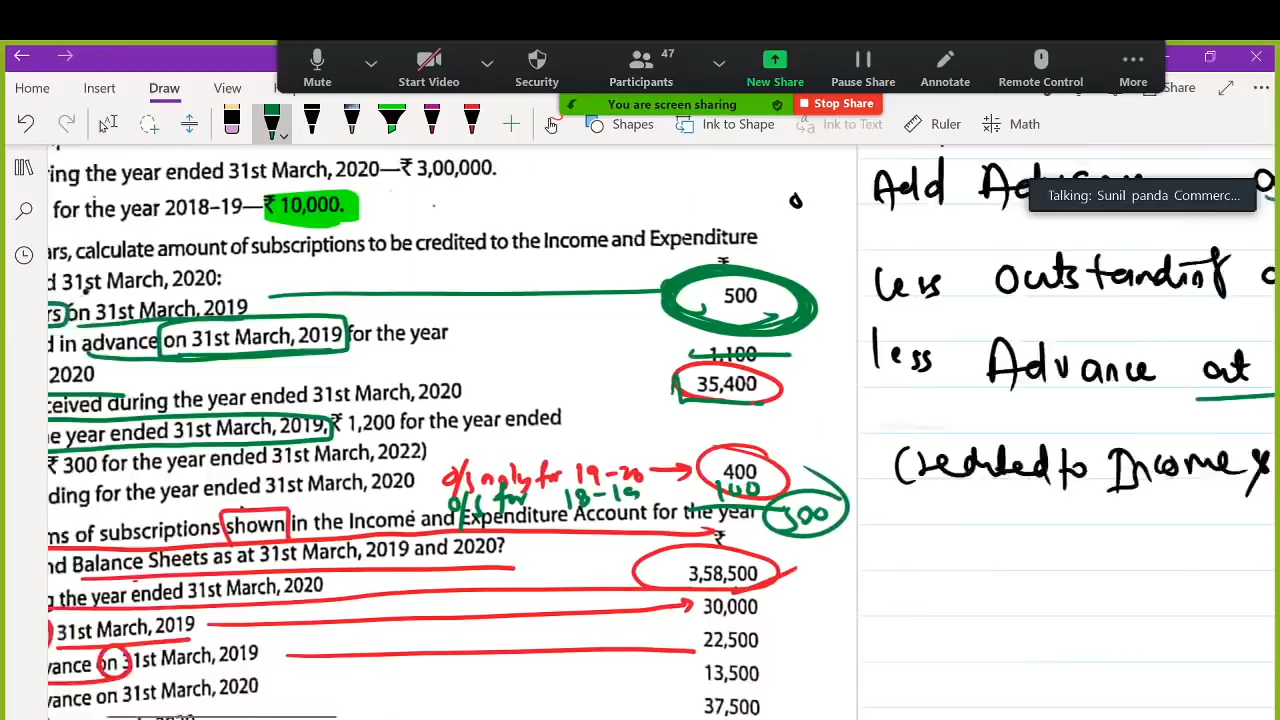 47
Mute
Start Video
Security
Participants
New Share
Pause Share
Annotate
Remote Control
More
You are screen sharing
Stop Share
Share
Home Insert Draw View
Shapes
Ink to Shape
Ink to Text
Ruler
Math
Talking: Sunil panda Commerc...
ring the year ended 31st March, 2020—₹ 3,00,000.
for the year 2018–19—₹ 10,000.
ars, calculate amount of subscriptions to be credited to the Income and Expenditure
d 31st March, 2020:
₹
rs on 31st March, 2019 500
d in advance on 31st March, 2019 for the year
2020 1,100
ceived during the year ended 31st March, 2020 35,400
e year ended 31st March, 2019, ₹ 1,200 for the year ended
₹ 300 for the year ended 31st March, 2022)
ding for the year ended 31st March, 2020 400
o/s only for 19-20
o/s for 18-19 100
500
ms of subscriptions shown in the Income and Expenditure Account for the year
nd Balance Sheets as at 31st March, 2019 and 2020?
₹
g the year ended 31st March, 2020 3,58,500
31st March, 2019 30,000
vance on 31st March, 2019 22,500
vance on 31st March, 2020 13,500
37,500
Add
less Outstanding
less Advance at
Credited to Income